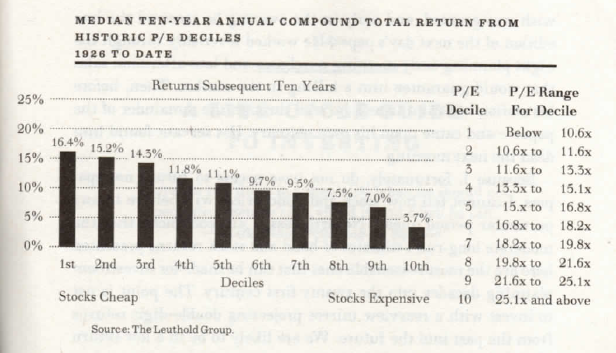 MEDIAN TEN-YEAR ANNUAL COMPOUND TOTAL RETURN FROM
HISTORIC P/E DECILES
1926 TO DATE
Returns Subsequent Ten Years
25%
20%
15%
10%
5%
0%
16.4% 15.2% 14.5% 11.8% 11.1% 9.7% 9.5% 7.5% 7.0% 3.7%
1st 2nd 3rd 4th 5th 6th 7th 8th 9th 10th
Deciles
Stocks Cheap Stocks Expensive
P/E P/E Range
Decile For Decile
1 Below 10.6x
2 10.6x to 11.6x
3 11.6x to 13.3x
4 13.3x to 15.1x
5 15.1x to 16.8x
6 16.8x to 18.2x
7 18.2x to 19.8x
8 19.8x to 21.6x
9 21.6x to 25.1x
10 25.1x and above
Source: The Leuthold Group.